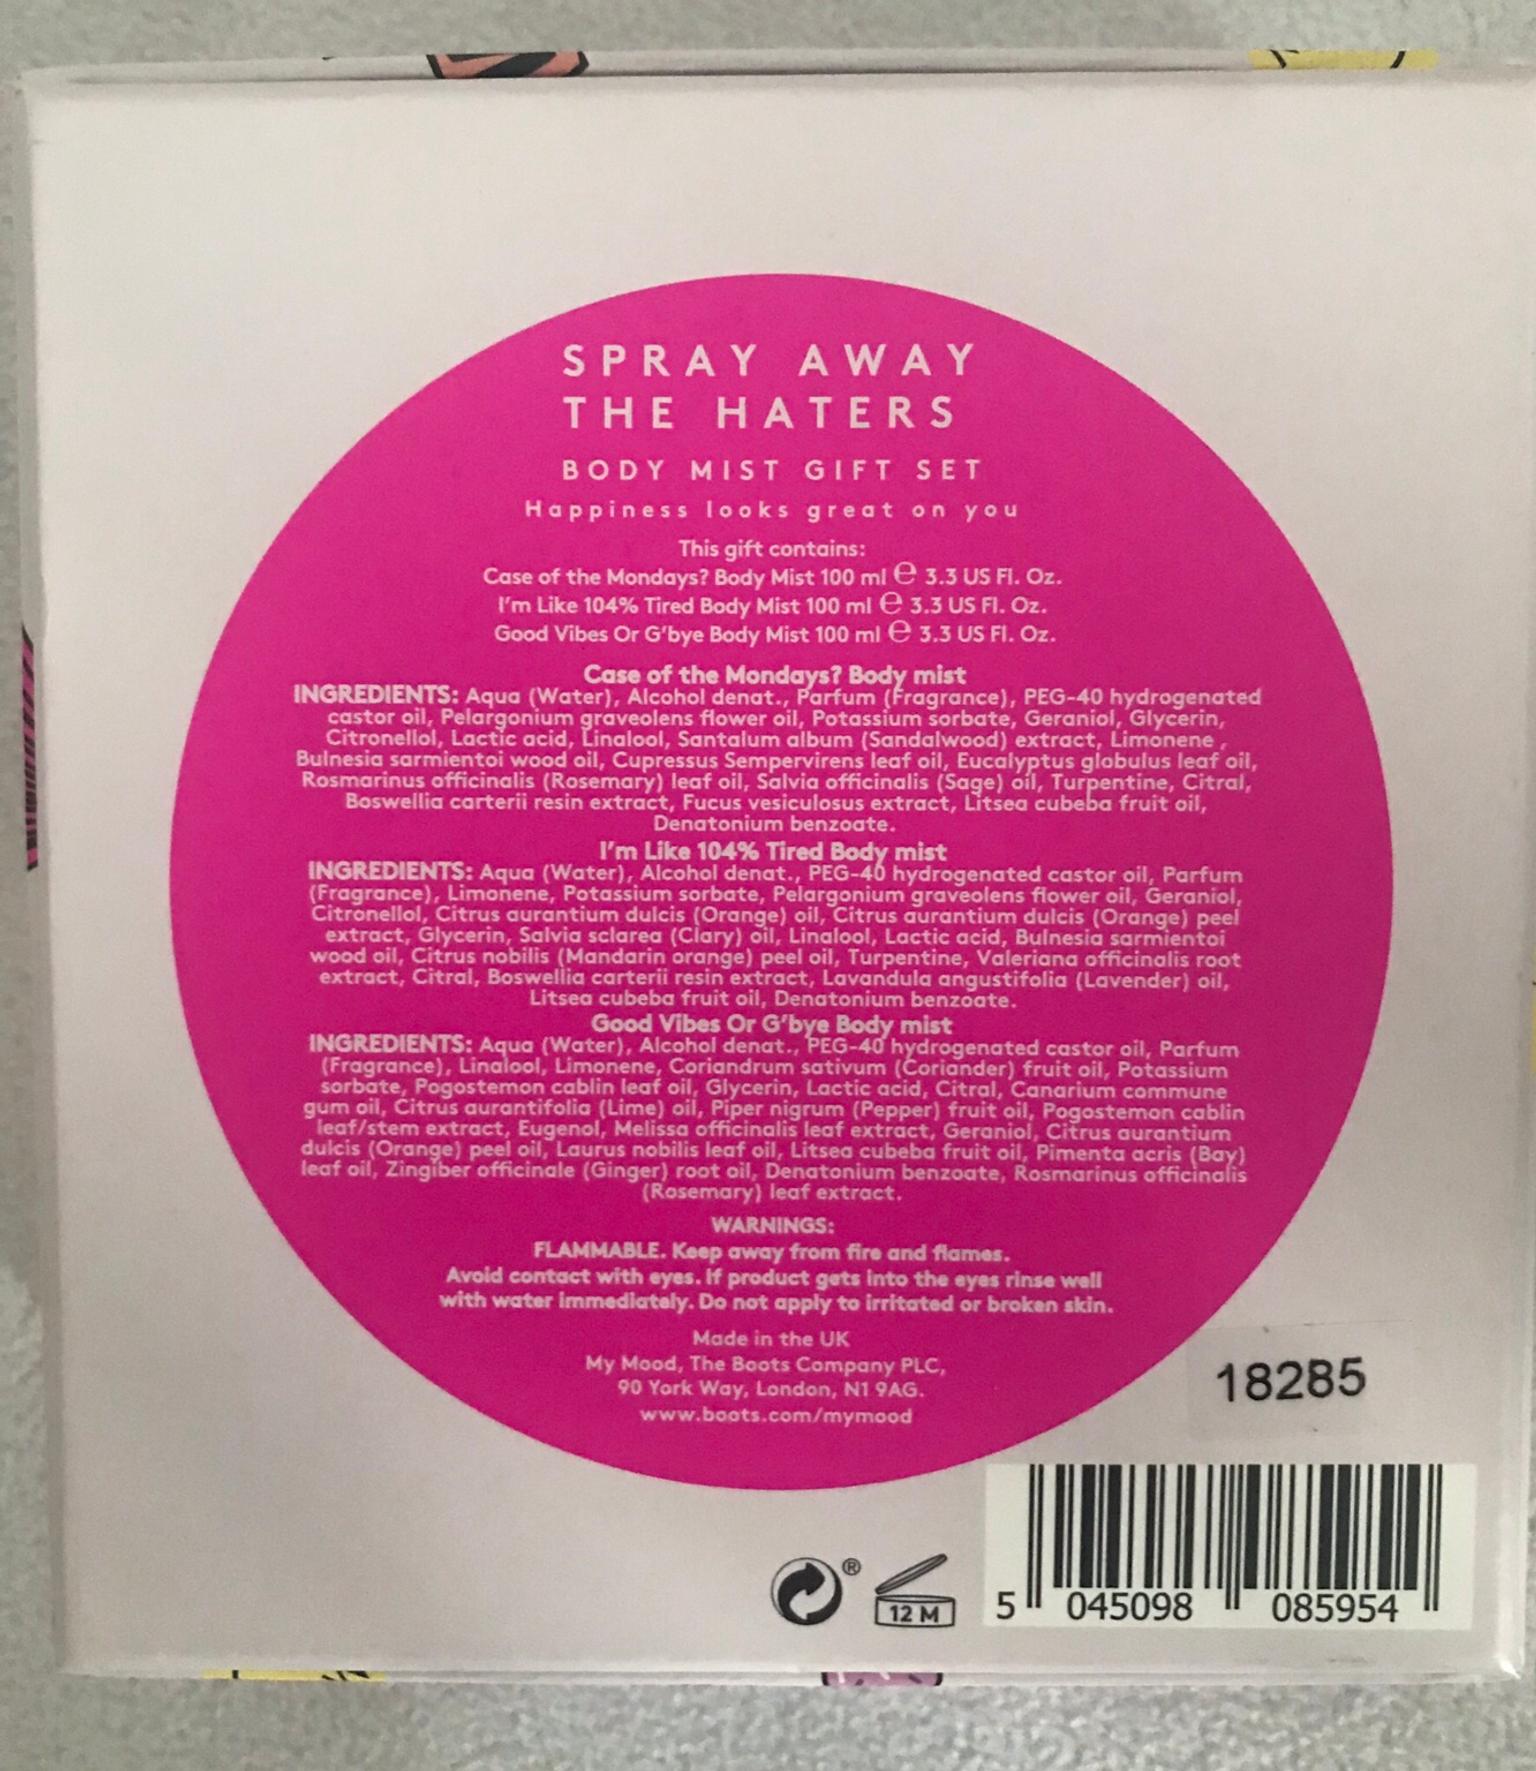 SPRAY AWAY
THE HATERS
BODY MIST GIFT SET
Happiness looks great on you
This gift contains:
Case of the Mondays? Body Mist 100 ml ℮ 3.3 US Fl. Oz.
I'm Like 104% Tired Body Mist 100 ml ℮ 3.3 US Fl. Oz.
Good Vibes Or G'bye Body Mist 100 ml ℮ 3.3 US Fl. Oz.
Case of the Mondays? Body mist
INGREDIENTS: Aqua (Water), Alcohol denat., Parfum (Fragrance), PEG-40 hydrogenated
castor oil, Pelargonium graveolens flower oil, Potassium sorbate, Geraniol, Glycerin,
Citronellol, Lactic acid, Linalool, Santalum album (Sandalwood) extract, Limonene ,
Bulnesia sarmientoi wood oil, Cupressus Sempervirens leaf oil, Eucalyptus globulus leaf oil,
Rosmarinus officinalis (Rosemary) leaf oil, Salvia officinalis (Sage) oil, Turpentine, Citral,
Boswellia carterii resin extract, Fucus vesiculosus extract, Litsea cubeba fruit oil,
Denatonium benzoate.
I'm Like 104% Tired Body mist
INGREDIENTS: Aqua (Water), Alcohol denat., PEG-40 hydrogenated castor oil, Parfum
(Fragrance), Limonene, Potassium sorbate, Pelargonium graveolens flower oil, Geraniol,
Citronellol, Citrus aurantium dulcis (Orange) oil, Citrus aurantium dulcis (Orange) peel
extract, Glycerin, Salvia sclarea (Clary) oil, Linalool, Lactic acid, Bulnesia sarmientoi
wood oil, Citrus nobilis (Mandarin orange) peel oil, Turpentine, Valeriana officinalis root
extract, Citral, Boswellia carterii resin extract, Lavandula angustifolia (Lavender) oil,
Litsea cubeba fruit oil, Denatonium benzoate.
Good Vibes Or G'bye Body mist
INGREDIENTS: Aqua (Water), Alcohol denat., PEG-40 hydrogenated castor oil, Parfum
(Fragrance), Linalool, Limonene, Coriandrum sativum (Coriander) fruit oil, Potassium
sorbate, Pogostemon cablin leaf oil, Glycerin, Lactic acid, Citral, Canarium commune
gum oil, Citrus aurantifolia (Lime) oil, Piper nigrum (Pepper) fruit oil, Pogostemon cablin
leaf/stem extract, Eugenol, Melissa officinalis leaf extract, Geraniol, Citrus aurantium
dulcis (Orange) peel oil, Laurus nobilis leaf oil, Litsea cubeba fruit oil, Pimenta acris (Bay)
leaf oil, Zingiber officinale (Ginger) root oil, Denatonium benzoate, Rosmarinus officinalis
(Rosemary) leaf extract.
WARNINGS:
FLAMMABLE. Keep away from fire and flames.
Avoid contact with eyes. If product gets into the eyes rinse well
with water immediately. Do not apply to irritated or broken skin.
Made in the UK
My Mood, The Boots Company PLC,
90 York Way, London, N1 9AG.
www.boots.com/mymood
18285
®
12 M
5 045098 085954